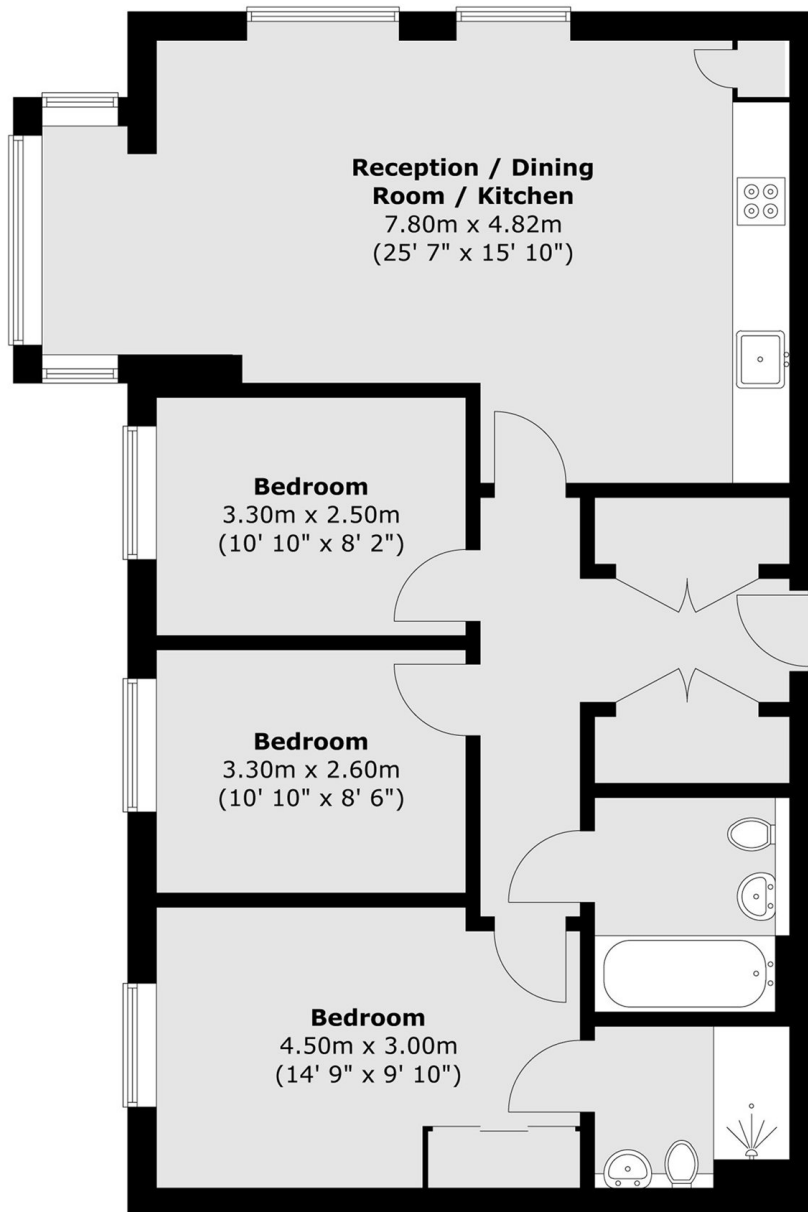 Reception / Dining
Room / Kitchen
7.80m x 4.82m
(25' 7" x 15' 10")
Bedroom
3.30m x 2.50m
(10' 10" x 8' 2")
Bedroom
3.30m x 2.60m
(10' 10" x 8' 6")
Bedroom
4.50m x 3.00m
(14' 9" x 9' 10")